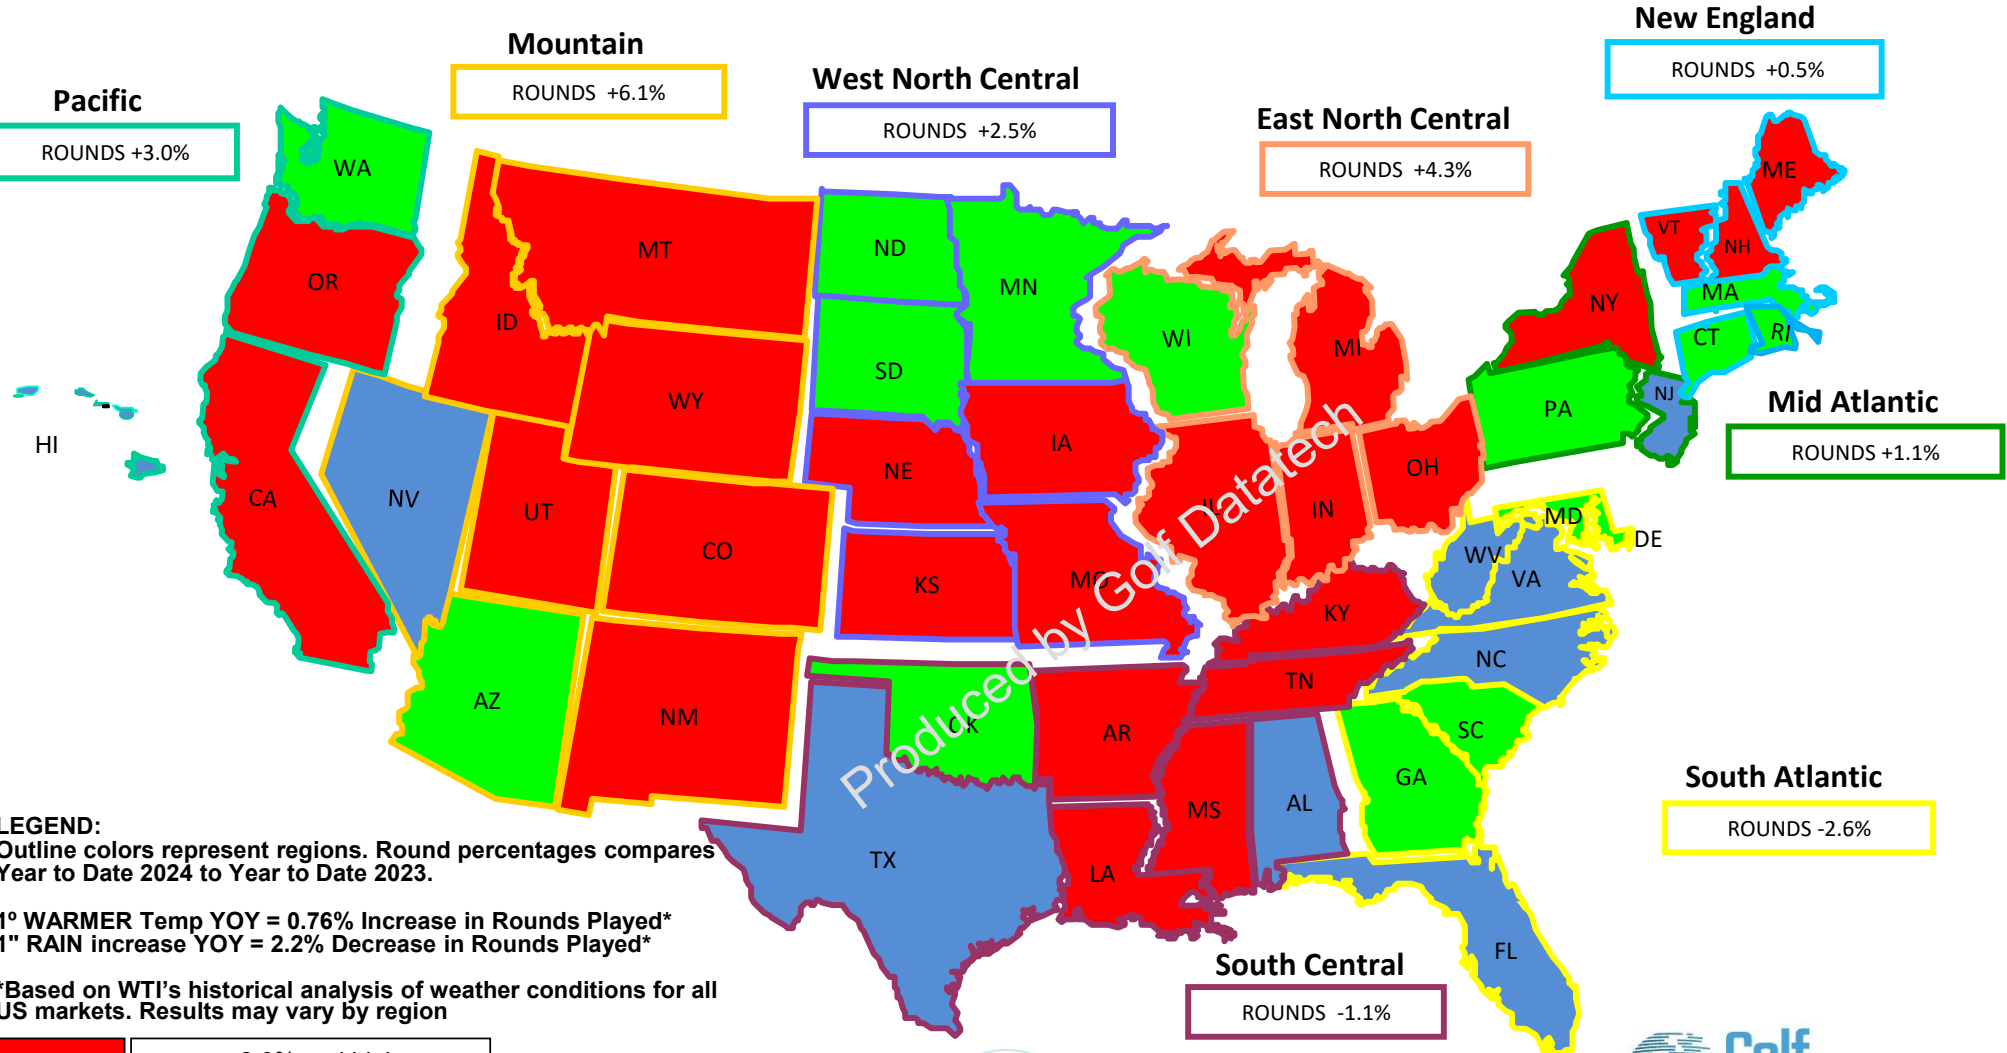 New England
ROUNDS +0.5%
Mountain
ROUNDS +6.1%
West North Central
ROUNDS +2.5%
Pacific
ROUNDS +3.0%
East North Central
ROUNDS +4.3%
WA
OR
CA
HI
NV
ID
MT
WY
UT
CO
AZ
NM
ND
SD
MN
NE
IA
KS
MO
WI
MI
IL
IN
OH
KY
TN
OK
AR
TX
LA
MS
AL
ME
VT
NH
MA
CT
RI
NY
PA
NJ
MD
DE
WV
VA
NC
SC
GA
FL
Mid Atlantic
ROUNDS +1.1%
South Atlantic
ROUNDS -2.6%
South Central
ROUNDS -1.1%
Produced by Golf Datatech
LEGEND:
Outline colors represent regions. Round percentages compares
Year to Date 2024 to Year to Date 2023.
1º WARMER Temp YOY = 0.76% Increase in Rounds Played*
1" RAIN increase YOY = 2.2% Decrease in Rounds Played*
*Based on WTI's historical analysis of weather conditions for all
US markets. Results may vary by region
Golf